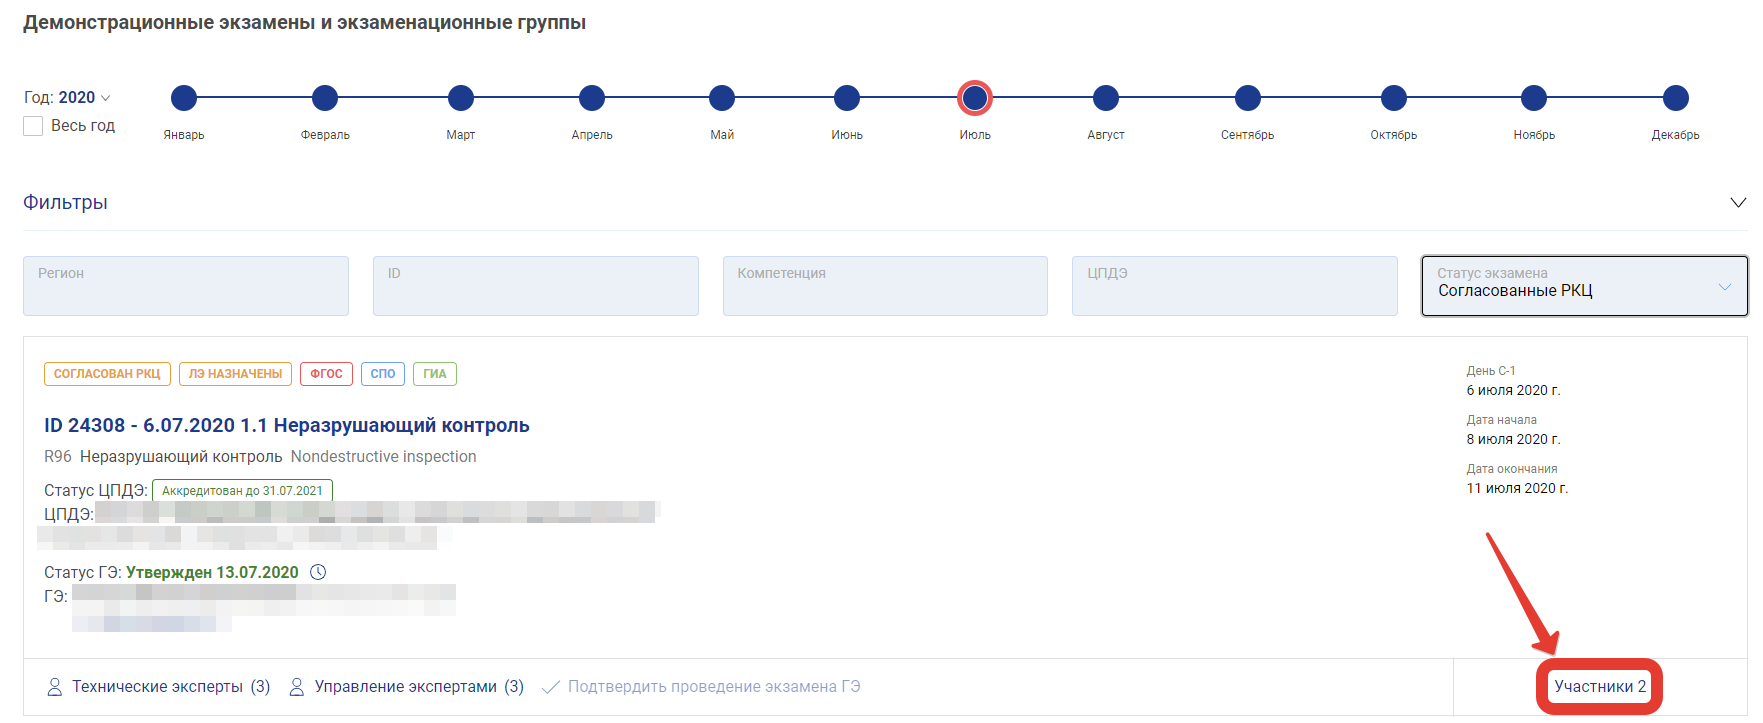 Демонстрационные экзамены и экзаменационные группы
Год: 2020
Весь год
Январь
Февраль
Март
Апрель
Май
Июнь
Июль
Август
Сентябрь
Октябрь
Ноябрь
Декабрь
Фильтры
Регион
ID
Компетенция
ЦПДЭ
Статус экзамена
Согласованные РКЦ
СОГЛАСОВАН РКЦ
ЛЭ НАЗНАЧЕНЫ
ФГОС
СПО
ГИА
ID 24308 - 6.07.2020 1.1 Неразрушающий контроль
R96 Неразрушающий контроль Nondestructive inspection
Статус ЦПДЭ: Аккредитован до 31.07.2021
ЦПДЭ:
Статус ГЭ: Утвержден 13.07.2020
ГЭ:
День С-1
6 июля 2020 г.
Дата начала
8 июля 2020 г.
Дата окончания
11 июля 2020 г.
Технические эксперты (3)
Управление экспертами (3)
Подтвердить проведение экзамена ГЭ
Участники 2